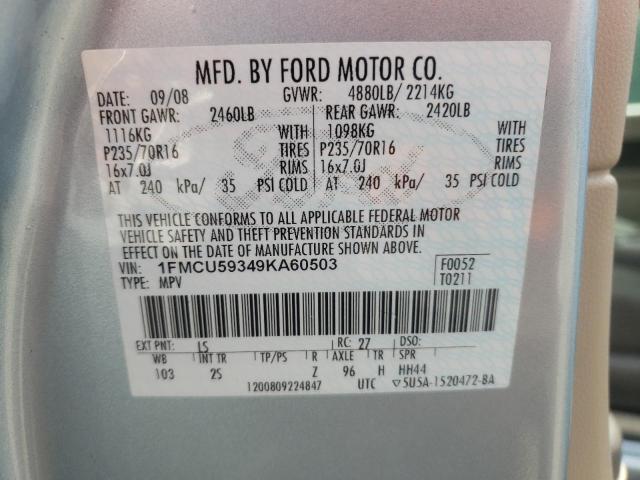 MFD. BY FORD MOTOR CO.
DATE: 09/08 GVWR: 4880LB/ 2214KG
FRONT GAWR: 2460LB REAR GAWR: 2420LB
1116KG WITH 1098KG WITH
P235/70R16 TIRES P235/70R16 TIRES
16x7.0J RIMS 16x7.0J RIMS
AT 240 kPa/ 35 PSI COLD AT 240 kPa/ 35 PSI COLD
THIS VEHICLE CONFORMS TO ALL APPLICABLE FEDERAL MOTOR
VEHICLE SAFETY AND THEFT PREVENTION STANDARDS IN
EFFECT ON THE DATE OF MANUFACTURE SHOWN ABOVE.
VIN: 1FMCU59349KA60503 F0052
TYPE: MPV T0211
EXT PNT: LS RC: 27 DSO:
WB INT TR TP/PS R AXLE TR SPR
103 2S Z 96 H HH44
1200809224847 UTC ▽5U5A-1520472-BA